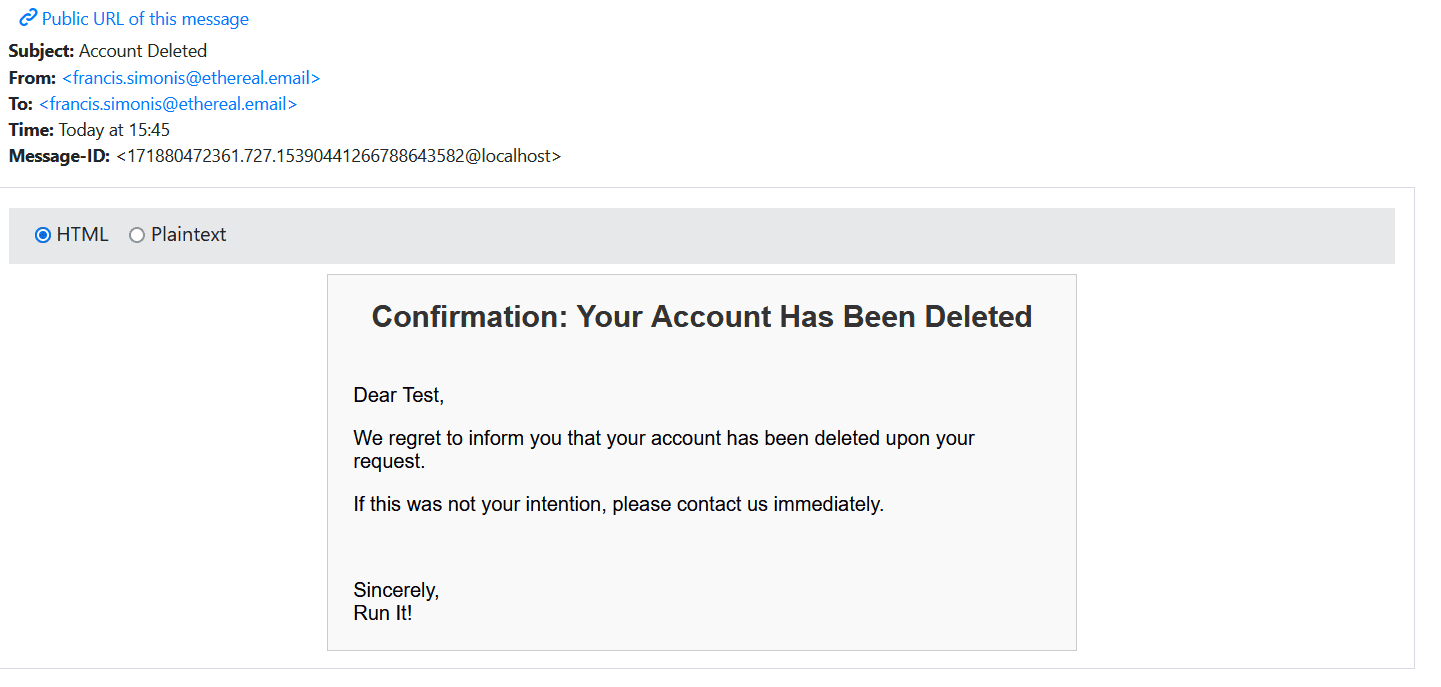 Public URL of this message
Subject: Account Deleted
From: <francis.simonis@ethereal.email>
To: <francis.simonis@ethereal.email>
Time: Today at 15:45
Message-ID: <171880472361.727.15390441266788643582@localhost>
HTML Plaintext
Confirmation: Your Account Has Been Deleted
Dear Test,
We regret to inform you that your account has been deleted upon your
request.
If this was not your intention, please contact us immediately.
Sincerely,
Run It!